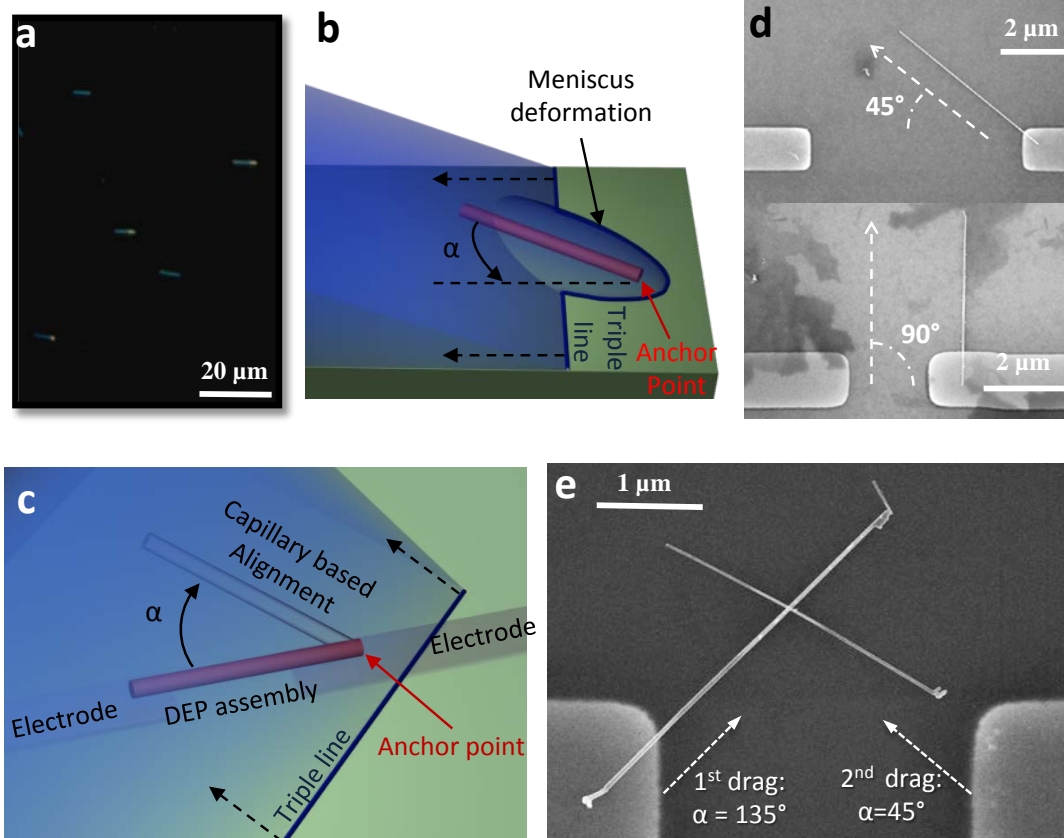 a
20 µm
b
Meniscus
deformation
α
Triple
line
Anchor
Point
d
2 µm
45°
90°
2 µm
c
Capillary based
Alignment
α
Electrode
Electrode
DEP assembly
Anchor point
Triple line
e
1 µm
1st drag:
α = 135°
2nd drag:
α=45°